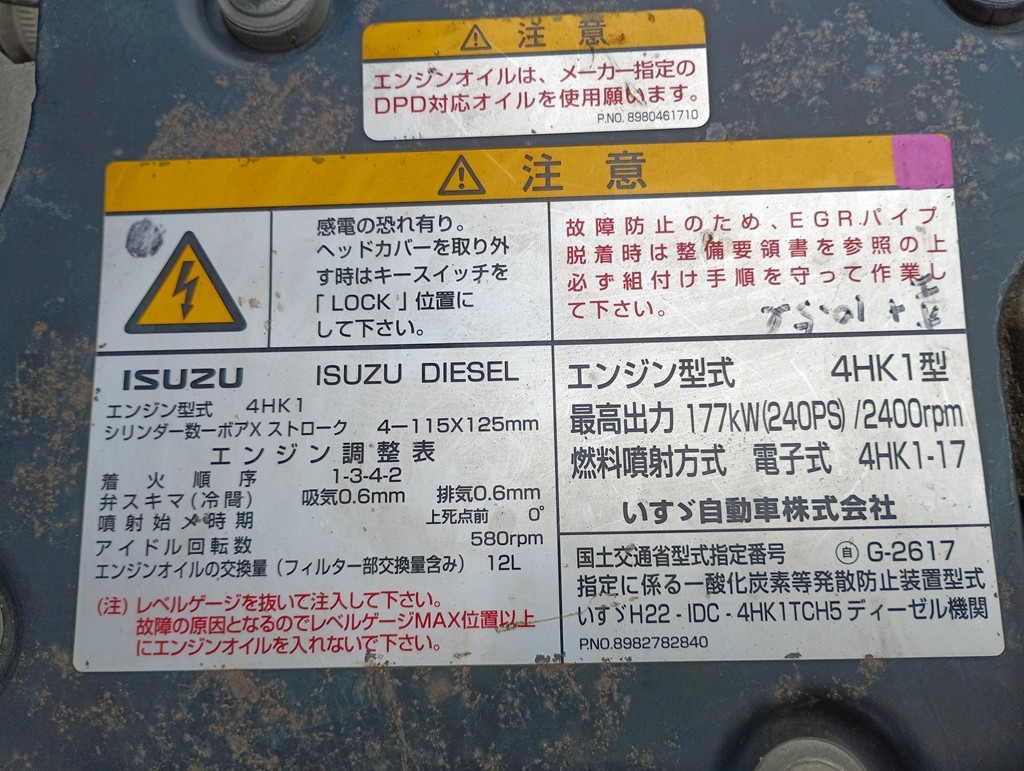 注意
エンジンオイルは、メーカー指定の
DPD対応オイルを使用願います。
P.NO. 8980461710
注意
感電の恐れ有り。
ヘッドカバーを取り外
す時はキースイッチを
「LOCK」位置に
して下さい。
故障防止のため、EGRパイプ
脱着時は整備要領書を参照の上
必ず組付け手順を守って作業し
て下さい。
ISUZU ISUZU DIESEL
エンジン型式 4HK1
シリンダー数ーボアX ストローク 4ー115X125mm
エンジン調整表
着火順序 1-3-4-2
弁スキマ(冷間) 吸気0.6mm 排気0.6mm
噴射始メ時期 上死点前 0°
アイドル回転数 580rpm
エンジンオイルの交換量(フィルター部交換量含み) 12L
(注) レベルゲージを抜いて注入して下さい。
故障の原因となるのでレベルゲージMAX位置以上
にエンジンオイルを入れないで下さい。
エンジン型式 4HK1型
最高出力 177kW(240PS)/2400rpm
燃料噴射方式 電子式 4HK1-17
いすゞ自動車株式会社
国土交通省型式指定番号 ㊀自 G-2617
指定に係る一酸化炭素等発散防止装置型式
いすゞH22-IDC-4HK1TCH5 ディーゼル機関
P.NO.8982782840